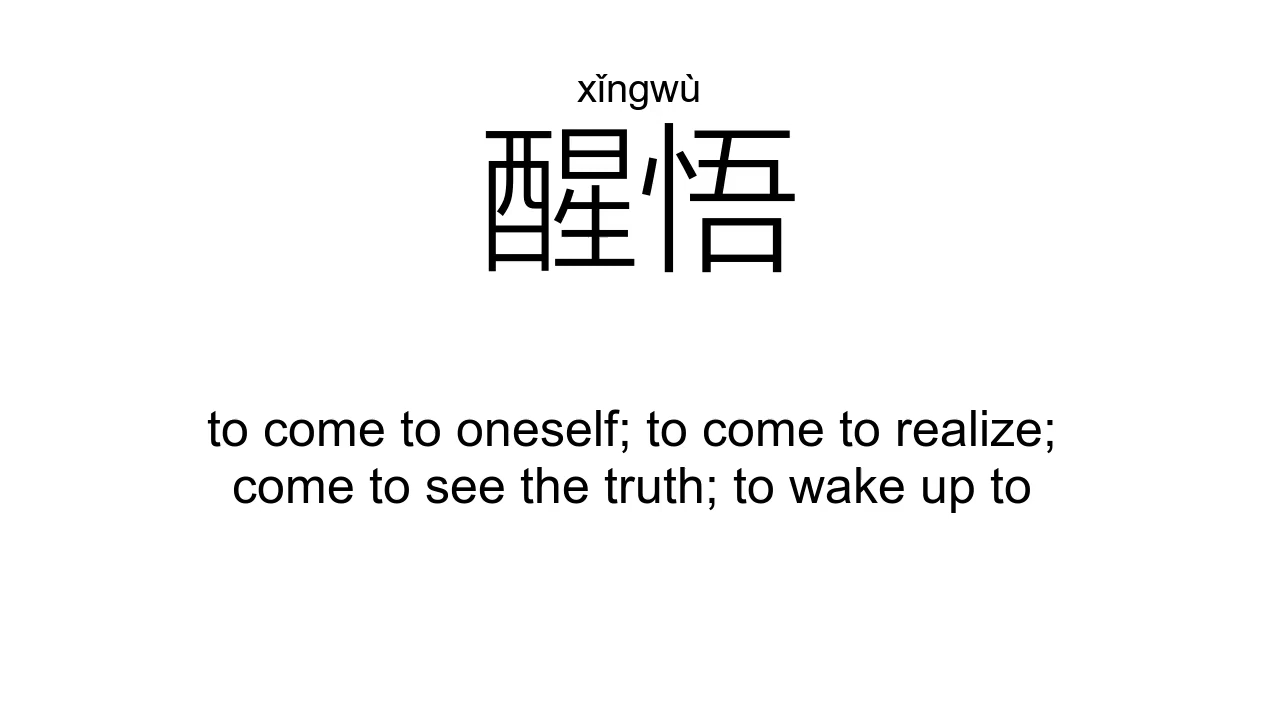 xǐngwù
醒悟
to come to oneself; to come to realize;
come to see the truth; to wake up to